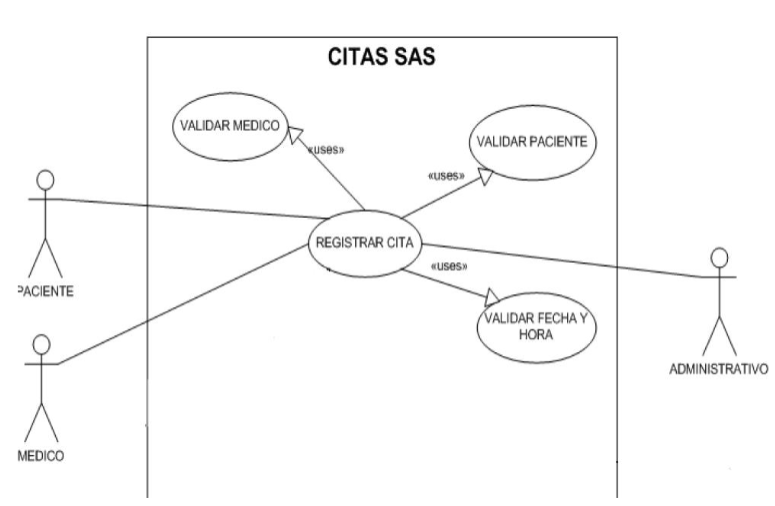 CITAS SAS
VALIDAR MEDICO
«uses»
VALIDAR PACIENTE
«uses»
REGISTRAR CITA
«uses»
PACIENTE
VALIDAR FECHA Y
HORA
ADMINISTRATIVO
MEDICO